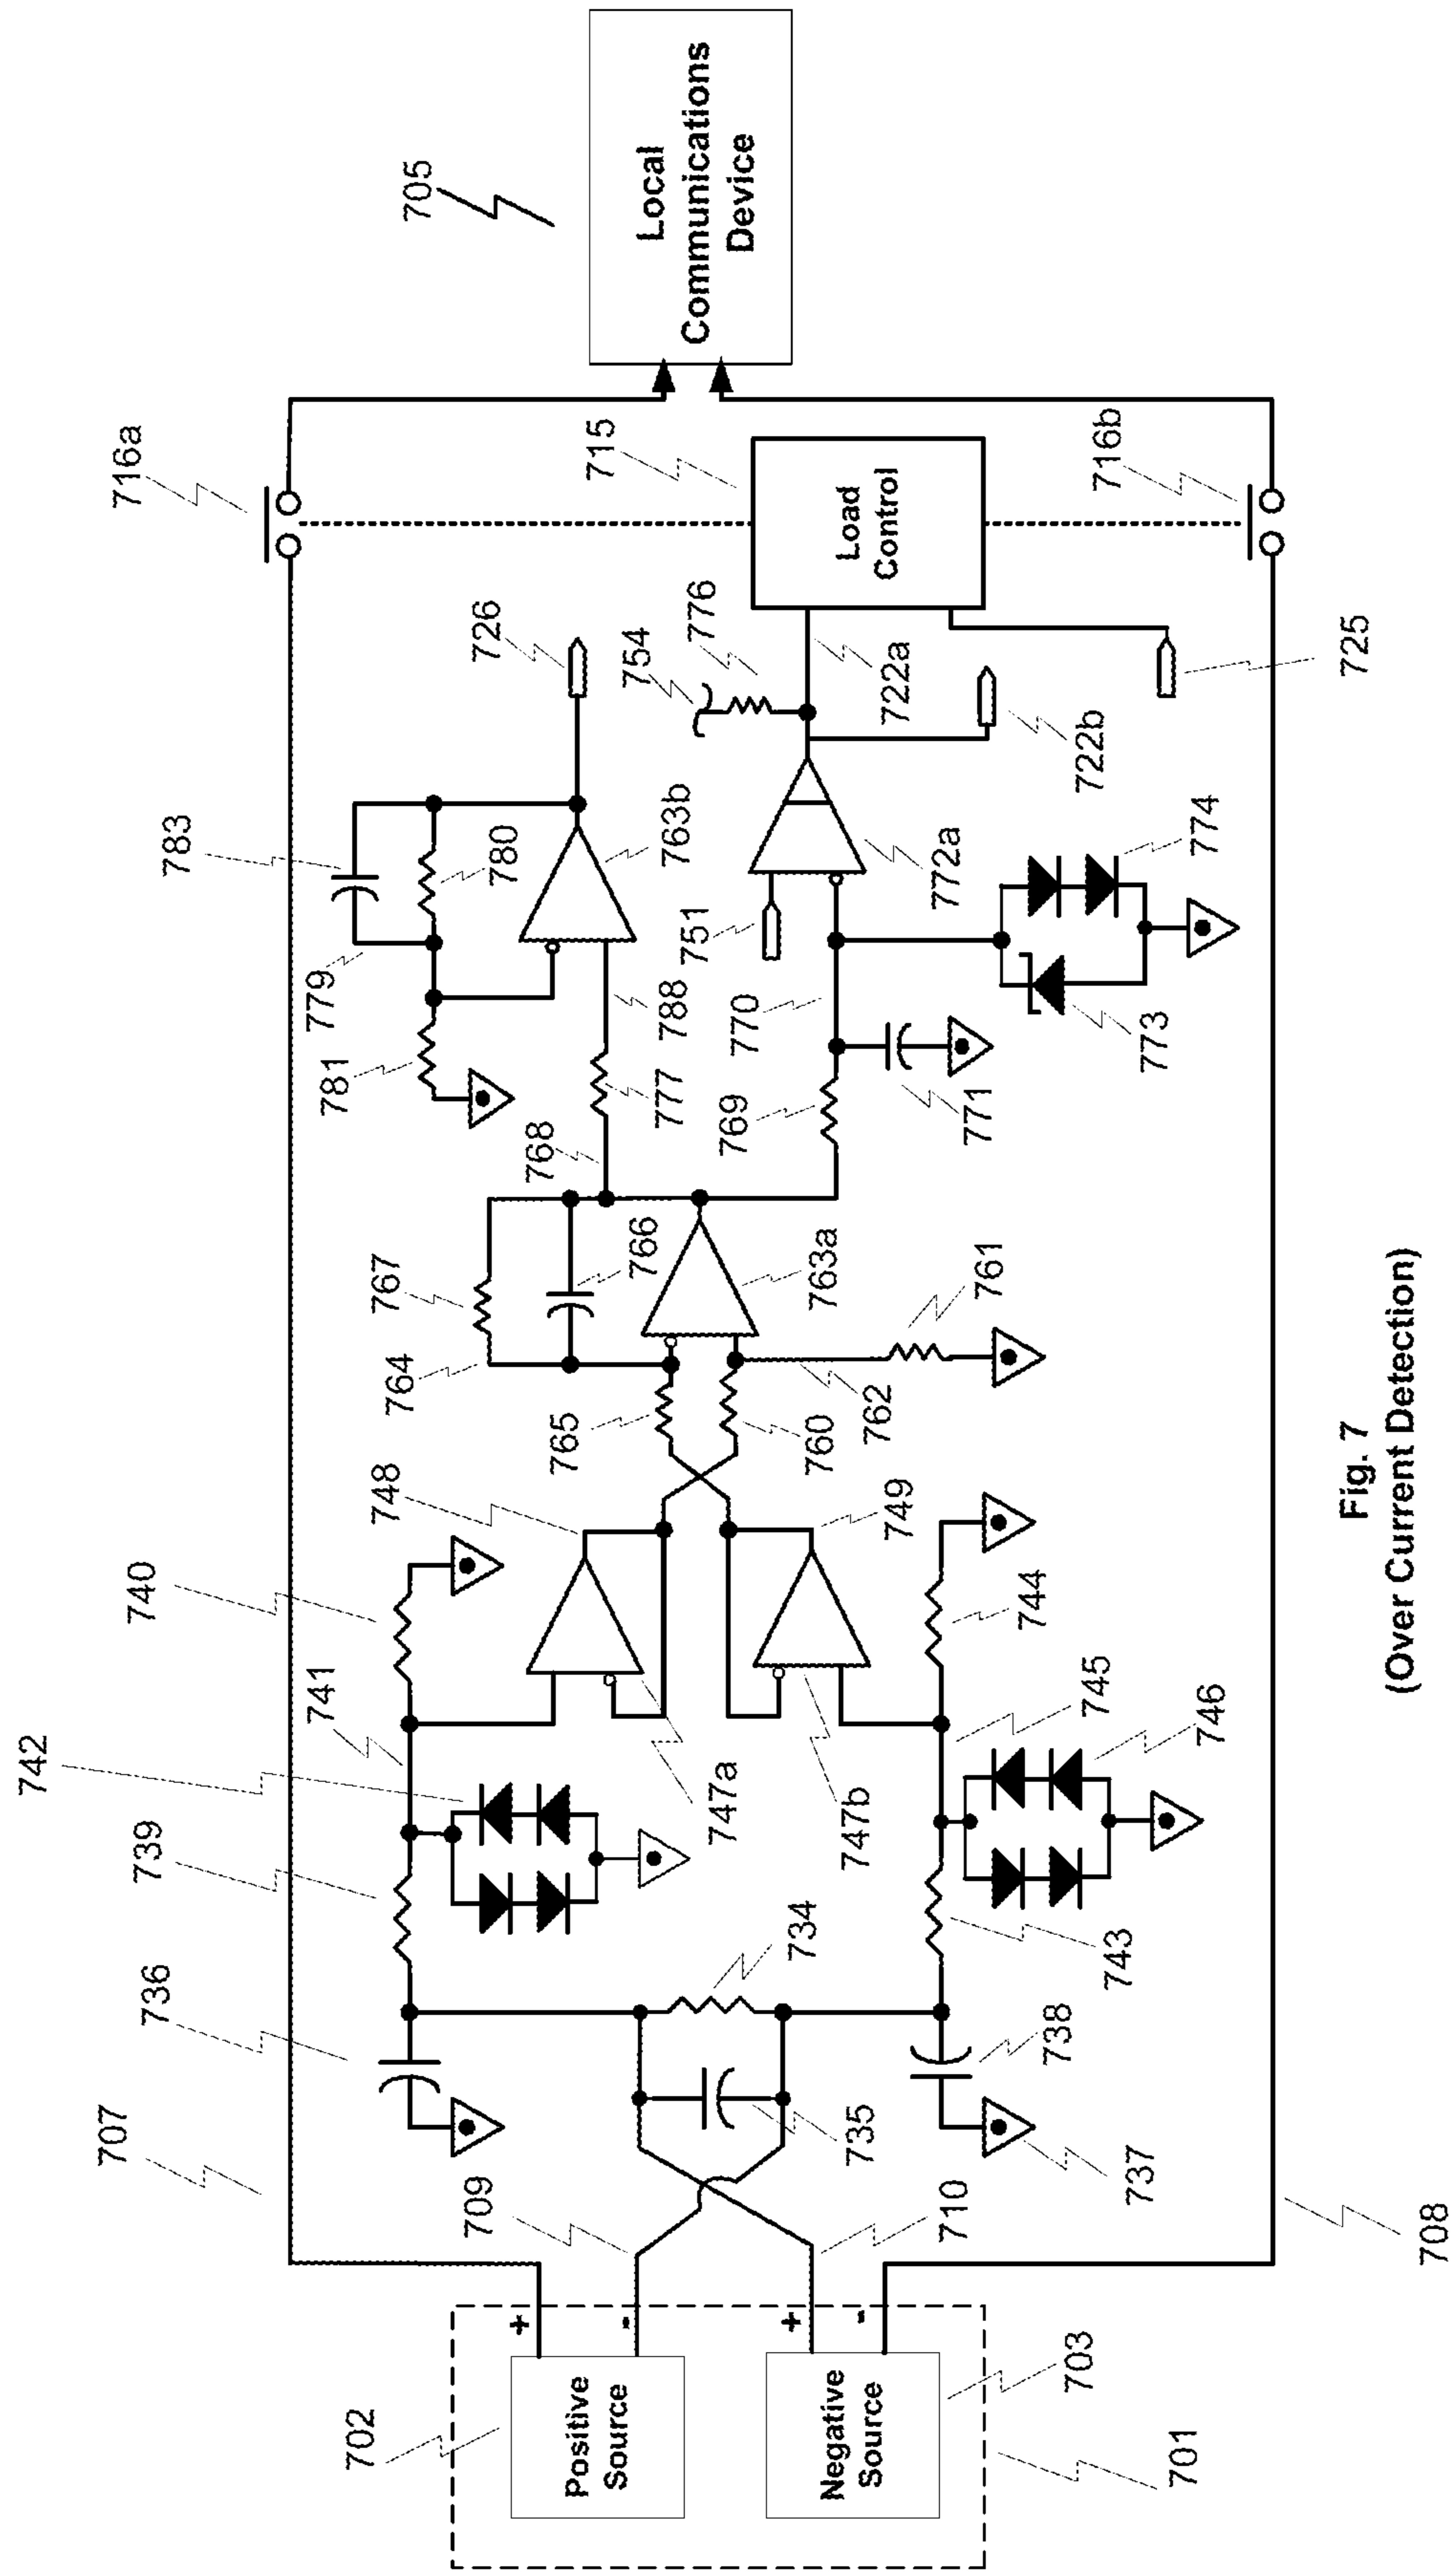 707
736
739
742
741
740
748
764
767
768
781
779
783
780
726
716a
705
Local
Communications
Device
702
Positive
Source
+
-
709
734
747a
765
766
763a
777
788
763b
754
776
715
Negative
Source
+
-
710
735
747b
749
760
762
761
769
770
751
772a
722a
Load
Control
703
701
737
738
743
745
746
744
771
773
774
722b
725
716b
708
Fig. 7
(Over Current Detection)